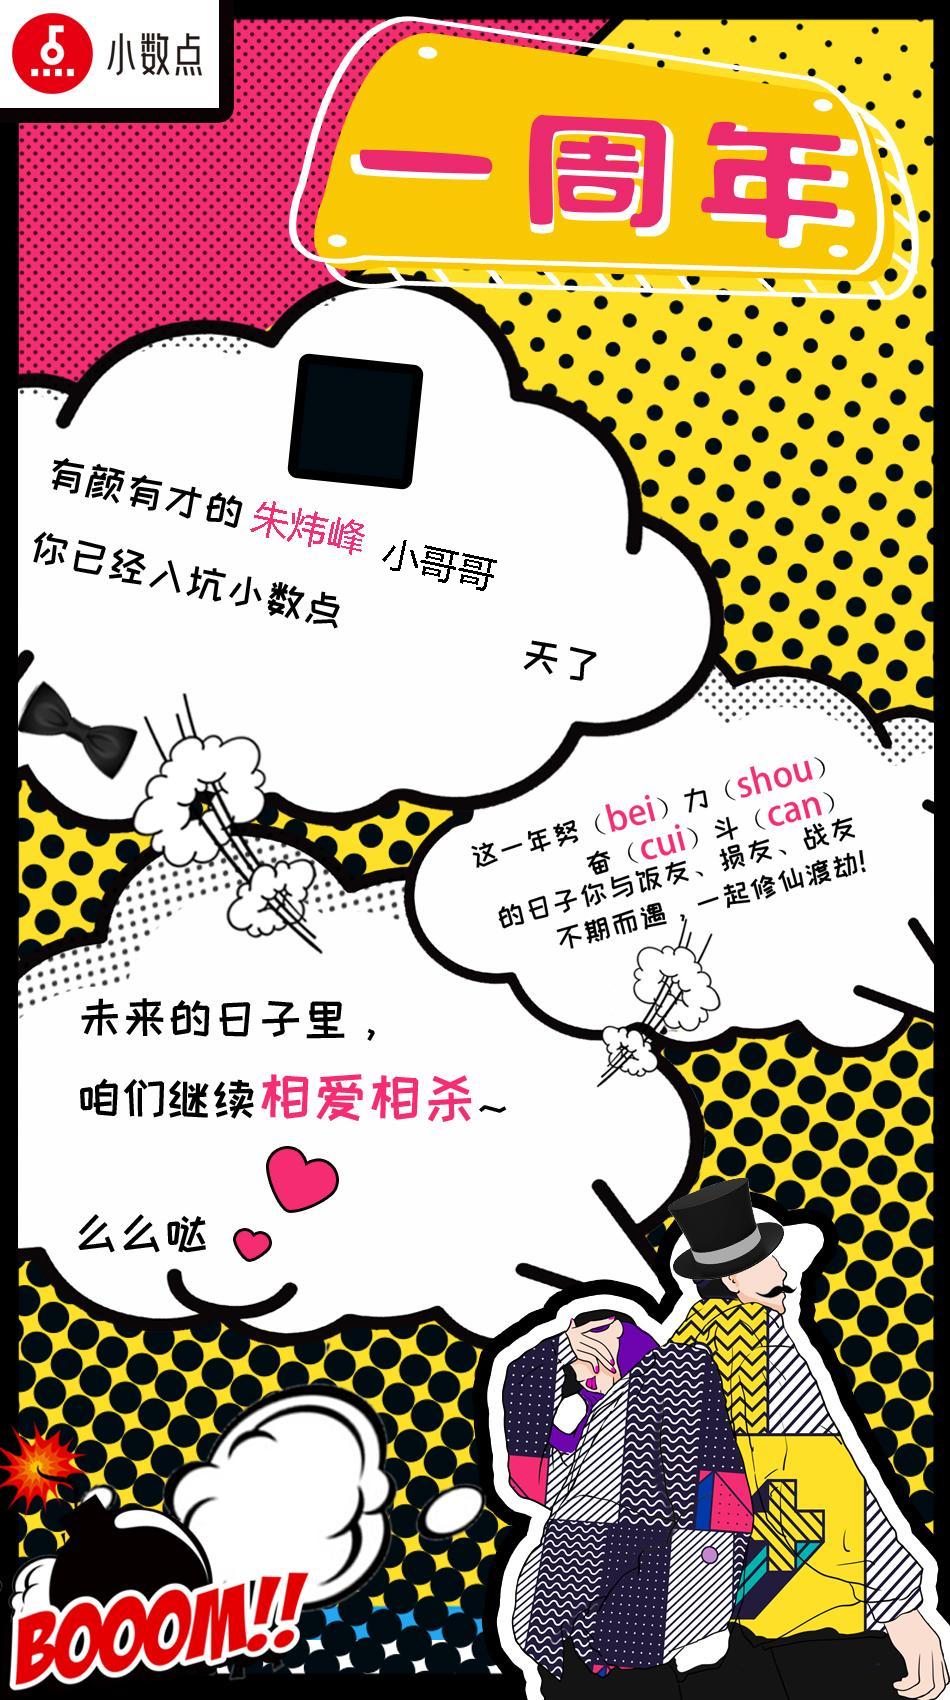 小数点
一周年
有颜有才的 朱炜峰 小哥哥
你已经入坑小数点
天了
这一年努（bei）力（shou）
奋（cui）斗（can）
的日子你与饭友、损友、战友
不期而遇，一起修仙渡劫!
未来的日子里，
咱们继续相爱相杀~
么么哒
BOOOM!!